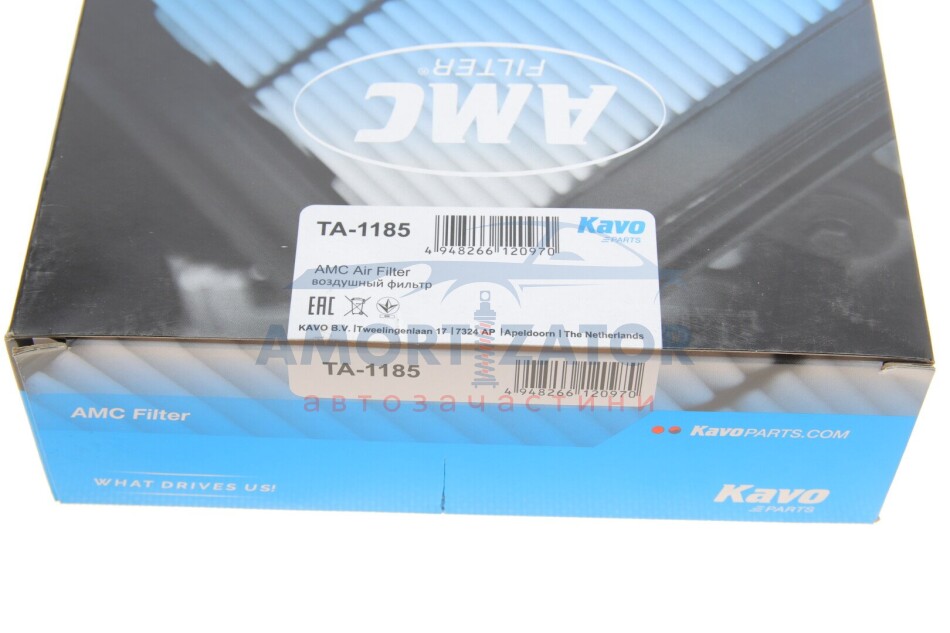 AMC
FILTER®
TA-1185
4 948266 120970
Kavo
PARTS
AMC Air Filter
воздушный фильтр
EAC
KAVO B.V. |Tweelingenlaan 17 |7324 AP |Apeldoorn |The Netherlands
AMORTIZATOR
TA-1185
4 948266 120970
автозачастини
AMC Filter
KavoPARTS.COM
WHAT DRIVES US!
Kavo
PARTS